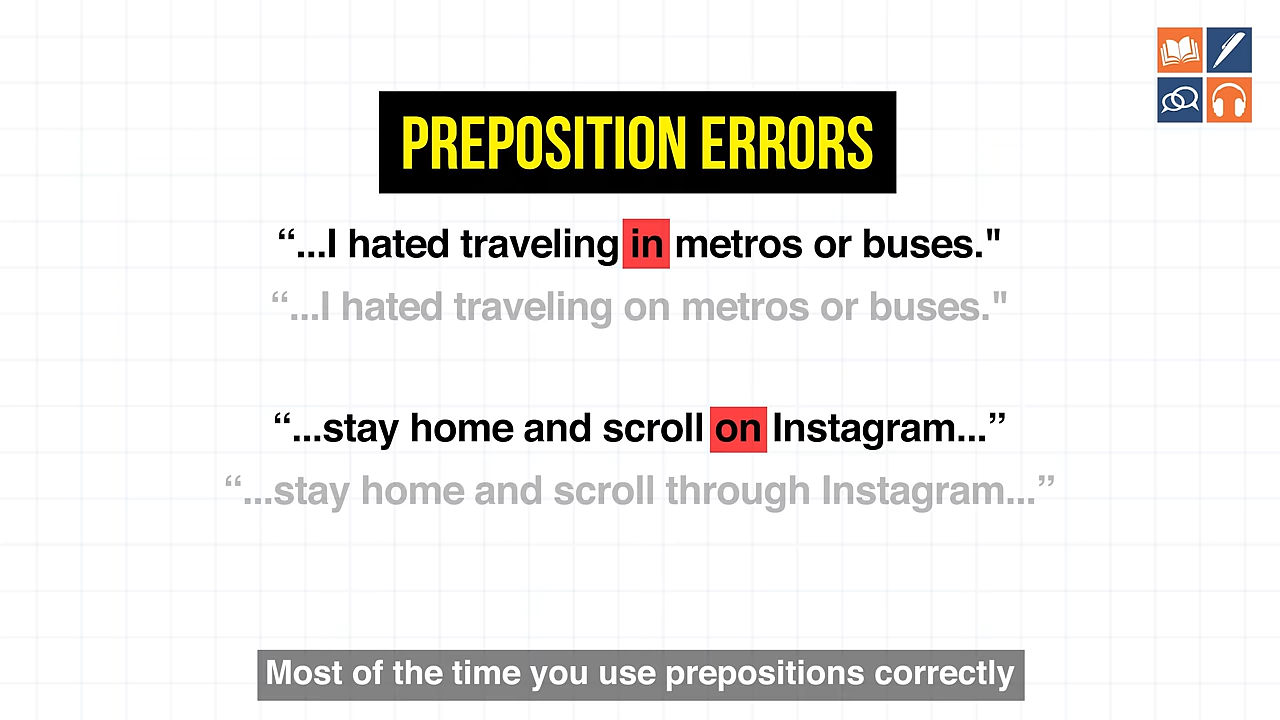 PREPOSITION ERRORS
“...I hated traveling in metros or buses."
“...I hated traveling on metros or buses."
“...stay home and scroll on Instagram...”
“...stay home and scroll through Instagram...”
Most of the time you use prepositions correctly